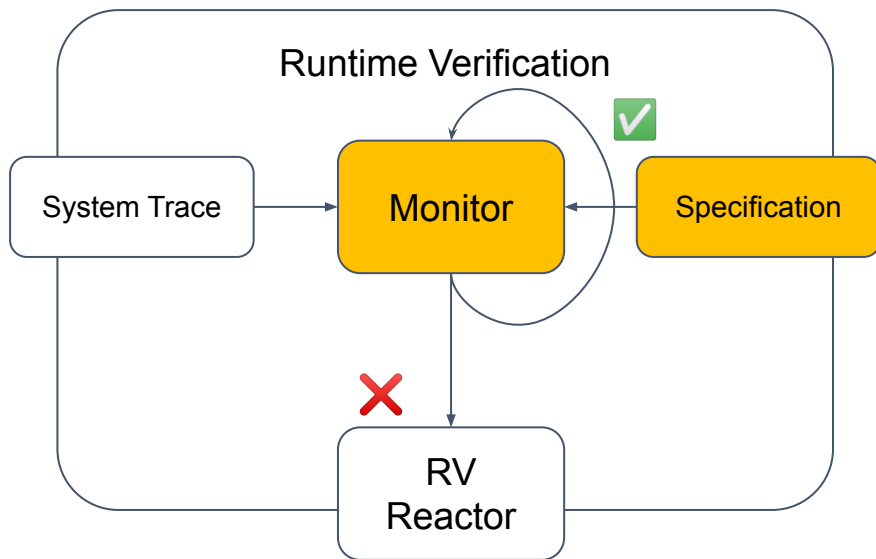 Runtime Verification
System Trace
Monitor
Specification
RV
Reactor